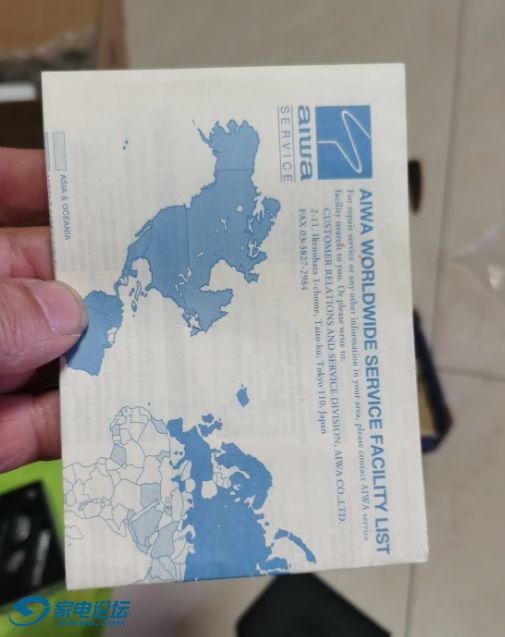 aiwa
SERVICE
AIWA WORLDWIDE SERVICE FACILITY LIST
For repair service or any other information in your area, please contact AIWA service
facility nearest to you. Or please write to:
CUSTOMER RELATIONS AND SERVICE DIVISION, AIWA CO.,LTD.
2-11, Ikenohata 1-chome, Taito-ku, Tokyo 110, Japan
FAX 03-3827-2984
ASIA & OCEANIA
家电论坛